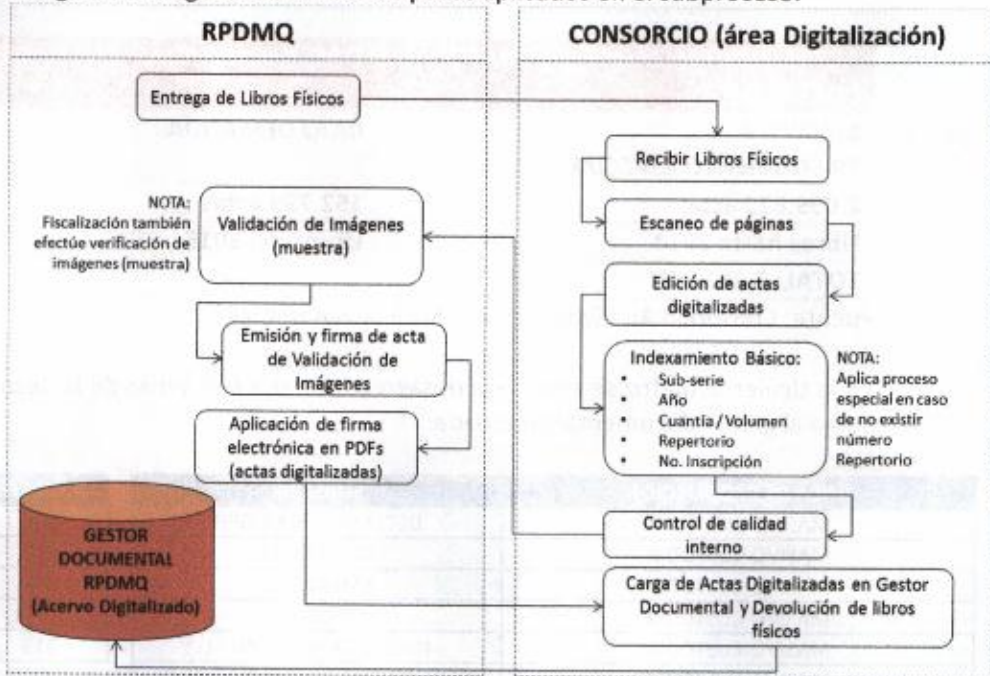 RPDMQ
CONSORCIO (área Digitalización)
Entrega de Libros Físicos
Recibir Libros Físicos
NOTA:
Fiscalización también
efectúe verificación de
imágenes (muestra)
Validación de Imágenes
(muestra)
Escaneo de páginas
Edición de actas
digitalizadas
Emisión y firma de acta
de Validación de
Imágenes
Indexamiento Básico:
• Sub-serie
• Año
• Cuantía / Volumen
• Repertorio
• No. Inscripción
NOTA:
Aplica proceso
especial en caso
de no existir
número
Repertorio
Aplicación de firma
electrónica en PDFs
(actas digitalizadas)
Control de calidad
interno
GESTOR
DOCUMENTAL
RPDMQ
(Acervo Digitalizado)
Carga de Actas Digitalizadas en Gestor
Documental y Devolución de libros
físicos